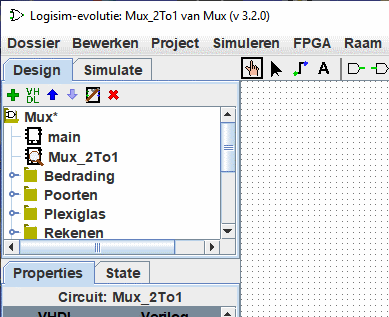 Logisim-evolutie: Mux_2To1 van Mux (v 3.2.0)
Dossier Bewerken Project Simuleren FPGA Raam
Design Simulate
A
VH
DL
Mux*
main
Mux_2To1
Bedrading
Poorten
Plexiglas
Rekenen
Properties State
Circuit: Mux_2To1
VHDL Verilog